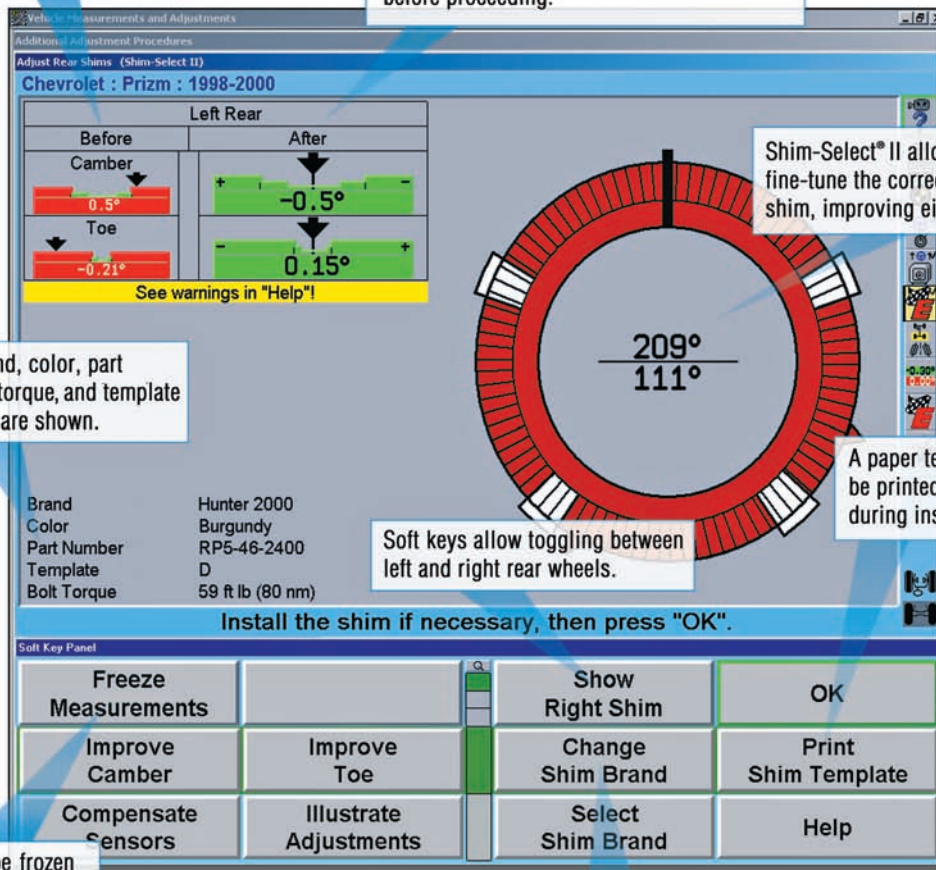 before proceeding.
Vehicle Measurements and Adjustments
Additional Adjustment Procedures
Adjust Rear Shims (Shim-Select II)
Chevrolet : Prizm : 1998-2000
Left Rear
Before After
Camber
0.5°
+ -
-0.5°
Toe
-0.21°
- +
0.15°
See warnings in "Help"!
Shim-Select® II allo
fine-tune the correc
shim, improving ei
209°
111°
-0.30°
0.00°
nd, color, part
torque, and template
are shown.
A paper te
be printed
during ins
Brand Hunter 2000
Color Burgundy
Part Number RP5-46-2400
Template D
Bolt Torque 59 ft lb (80 nm)
Soft keys allow toggling between
left and right rear wheels.
Install the shim if necessary, then press "OK".
Soft Key Panel
Freeze
Measurements
Show
Right Shim
OK
Improve
Camber
Improve
Toe
Change
Shim Brand
Print
Shim Template
Compensate
Sensors
Illustrate
Adjustments
Select
Shim Brand
Help
be frozen